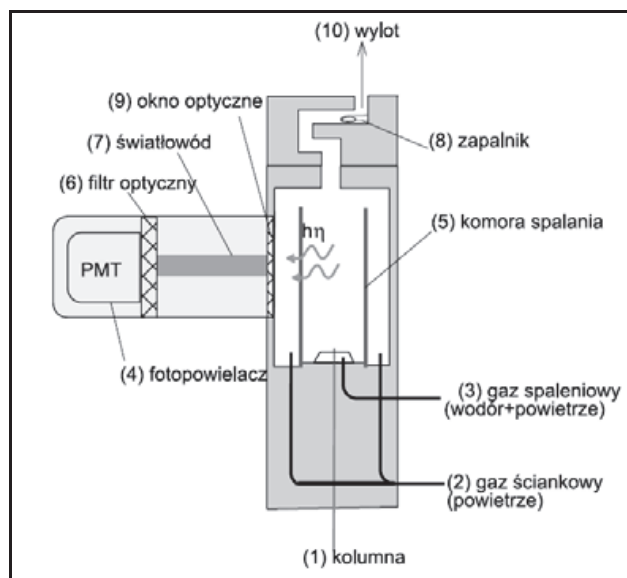 (10) wylot
(9) okno optyczne
(7) światłowód
(8) zapalnik
(6) filtr optyczny
hη
(5) komora spalania
PMT
(4) fotopowielacz
(3) gaz spaleniowy
(wodór+powietrze)
(2) gaz ściankowy
(powietrze)
(1) kolumna